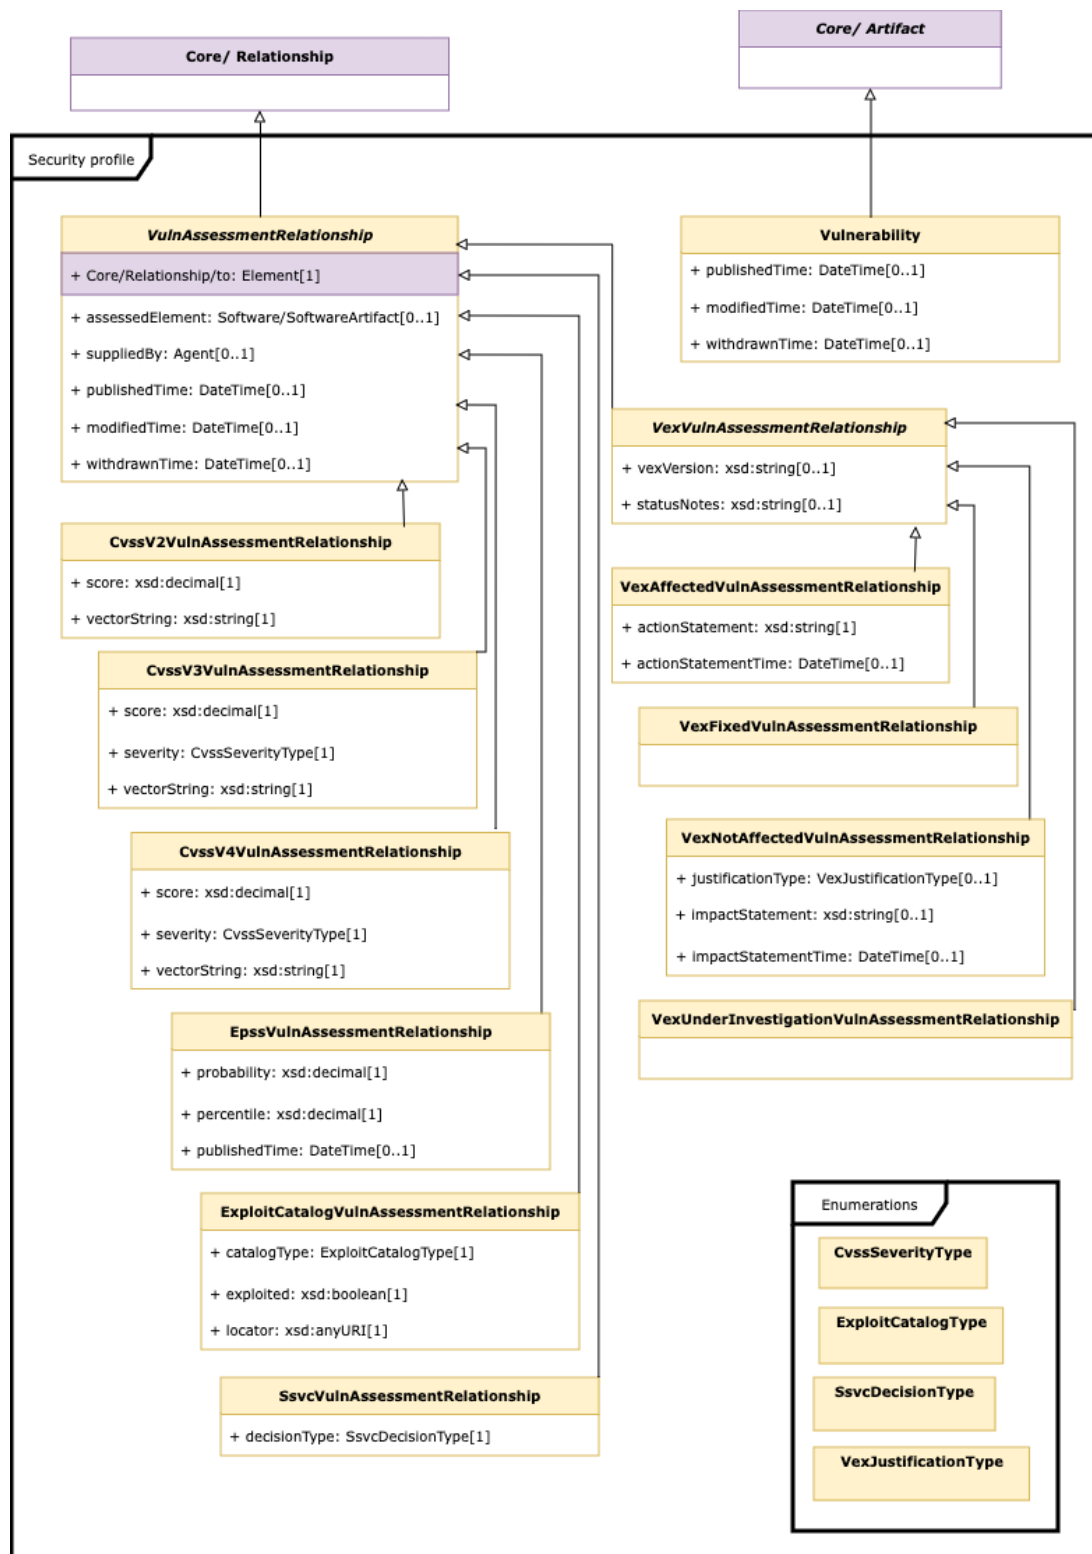 Core/ Relationship
Core/ Artifact
Security profile
VulnAssessmentRelationship
+ Core/Relationship/to: Element[1]
+ assessedElement: Software/SoftwareArtifact[0..1]
+ suppliedBy: Agent[0..1]
+ publishedTime: DateTime[0..1]
+ modifiedTime: DateTime[0..1]
+ withdrawnTime: DateTime[0..1]
Vulnerability
+ publishedTime: DateTime[0..1]
+ modifiedTime: DateTime[0..1]
+ withdrawnTime: DateTime[0..1]
VexVulnAssessmentRelationship
+ vexVersion: xsd:string[0..1]
+ statusNotes: xsd:string[0..1]
CvssV2VulnAssessmentRelationship
+ score: xsd:decimal[1]
+ vectorString: xsd:string[1]
VexAffectedVulnAssessmentRelationship
+ actionStatement: xsd:string[1]
+ actionStatementTime: DateTime[0..1]
CvssV3VulnAssessmentRelationship
+ score: xsd:decimal[1]
+ severity: CvssSeverityType[1]
+ vectorString: xsd:string[1]
VexFixedVulnAssessmentRelationship
CvssV4VulnAssessmentRelationship
+ score: xsd:decimal[1]
+ severity: CvssSeverityType[1]
+ vectorString: xsd:string[1]
VexNotAffectedVulnAssessmentRelationship
+ justificationType: VexJustificationType[0..1]
+ impactStatement: xsd:string[0..1]
+ impactStatementTime: DateTime[0..1]
VexUnderInvestigationVulnAssessmentRelationship
EpssVulnAssessmentRelationship
+ probability: xsd:decimal[1]
+ percentile: xsd:decimal[1]
+ publishedTime: DateTime[0..1]
ExploitCatalogVulnAssessmentRelationship
+ catalogType: ExploitCatalogType[1]
+ exploited: xsd:boolean[1]
+ locator: xsd:anyURI[1]
SsvcVulnAssessmentRelationship
+ decisionType: SsvcDecisionType[1]
Enumerations
CvssSeverityType
ExploitCatalogType
SsvcDecisionType
VexJustificationType